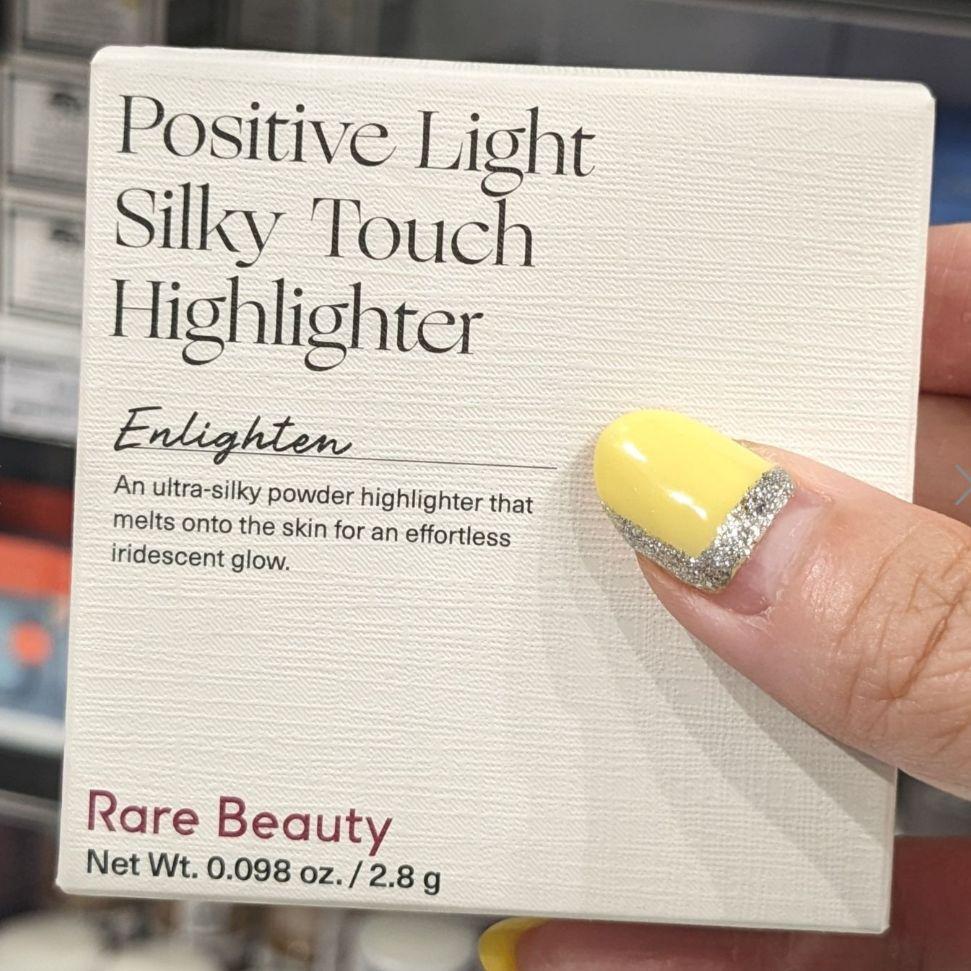 Positive Light
Silky Touch
Highlighter
Enlighten
An ultra-silky powder highlighter that
melts onto the skin for an effortless
iridescent glow.
Rare Beauty
Net Wt. 0.098 oz. / 2.8 g